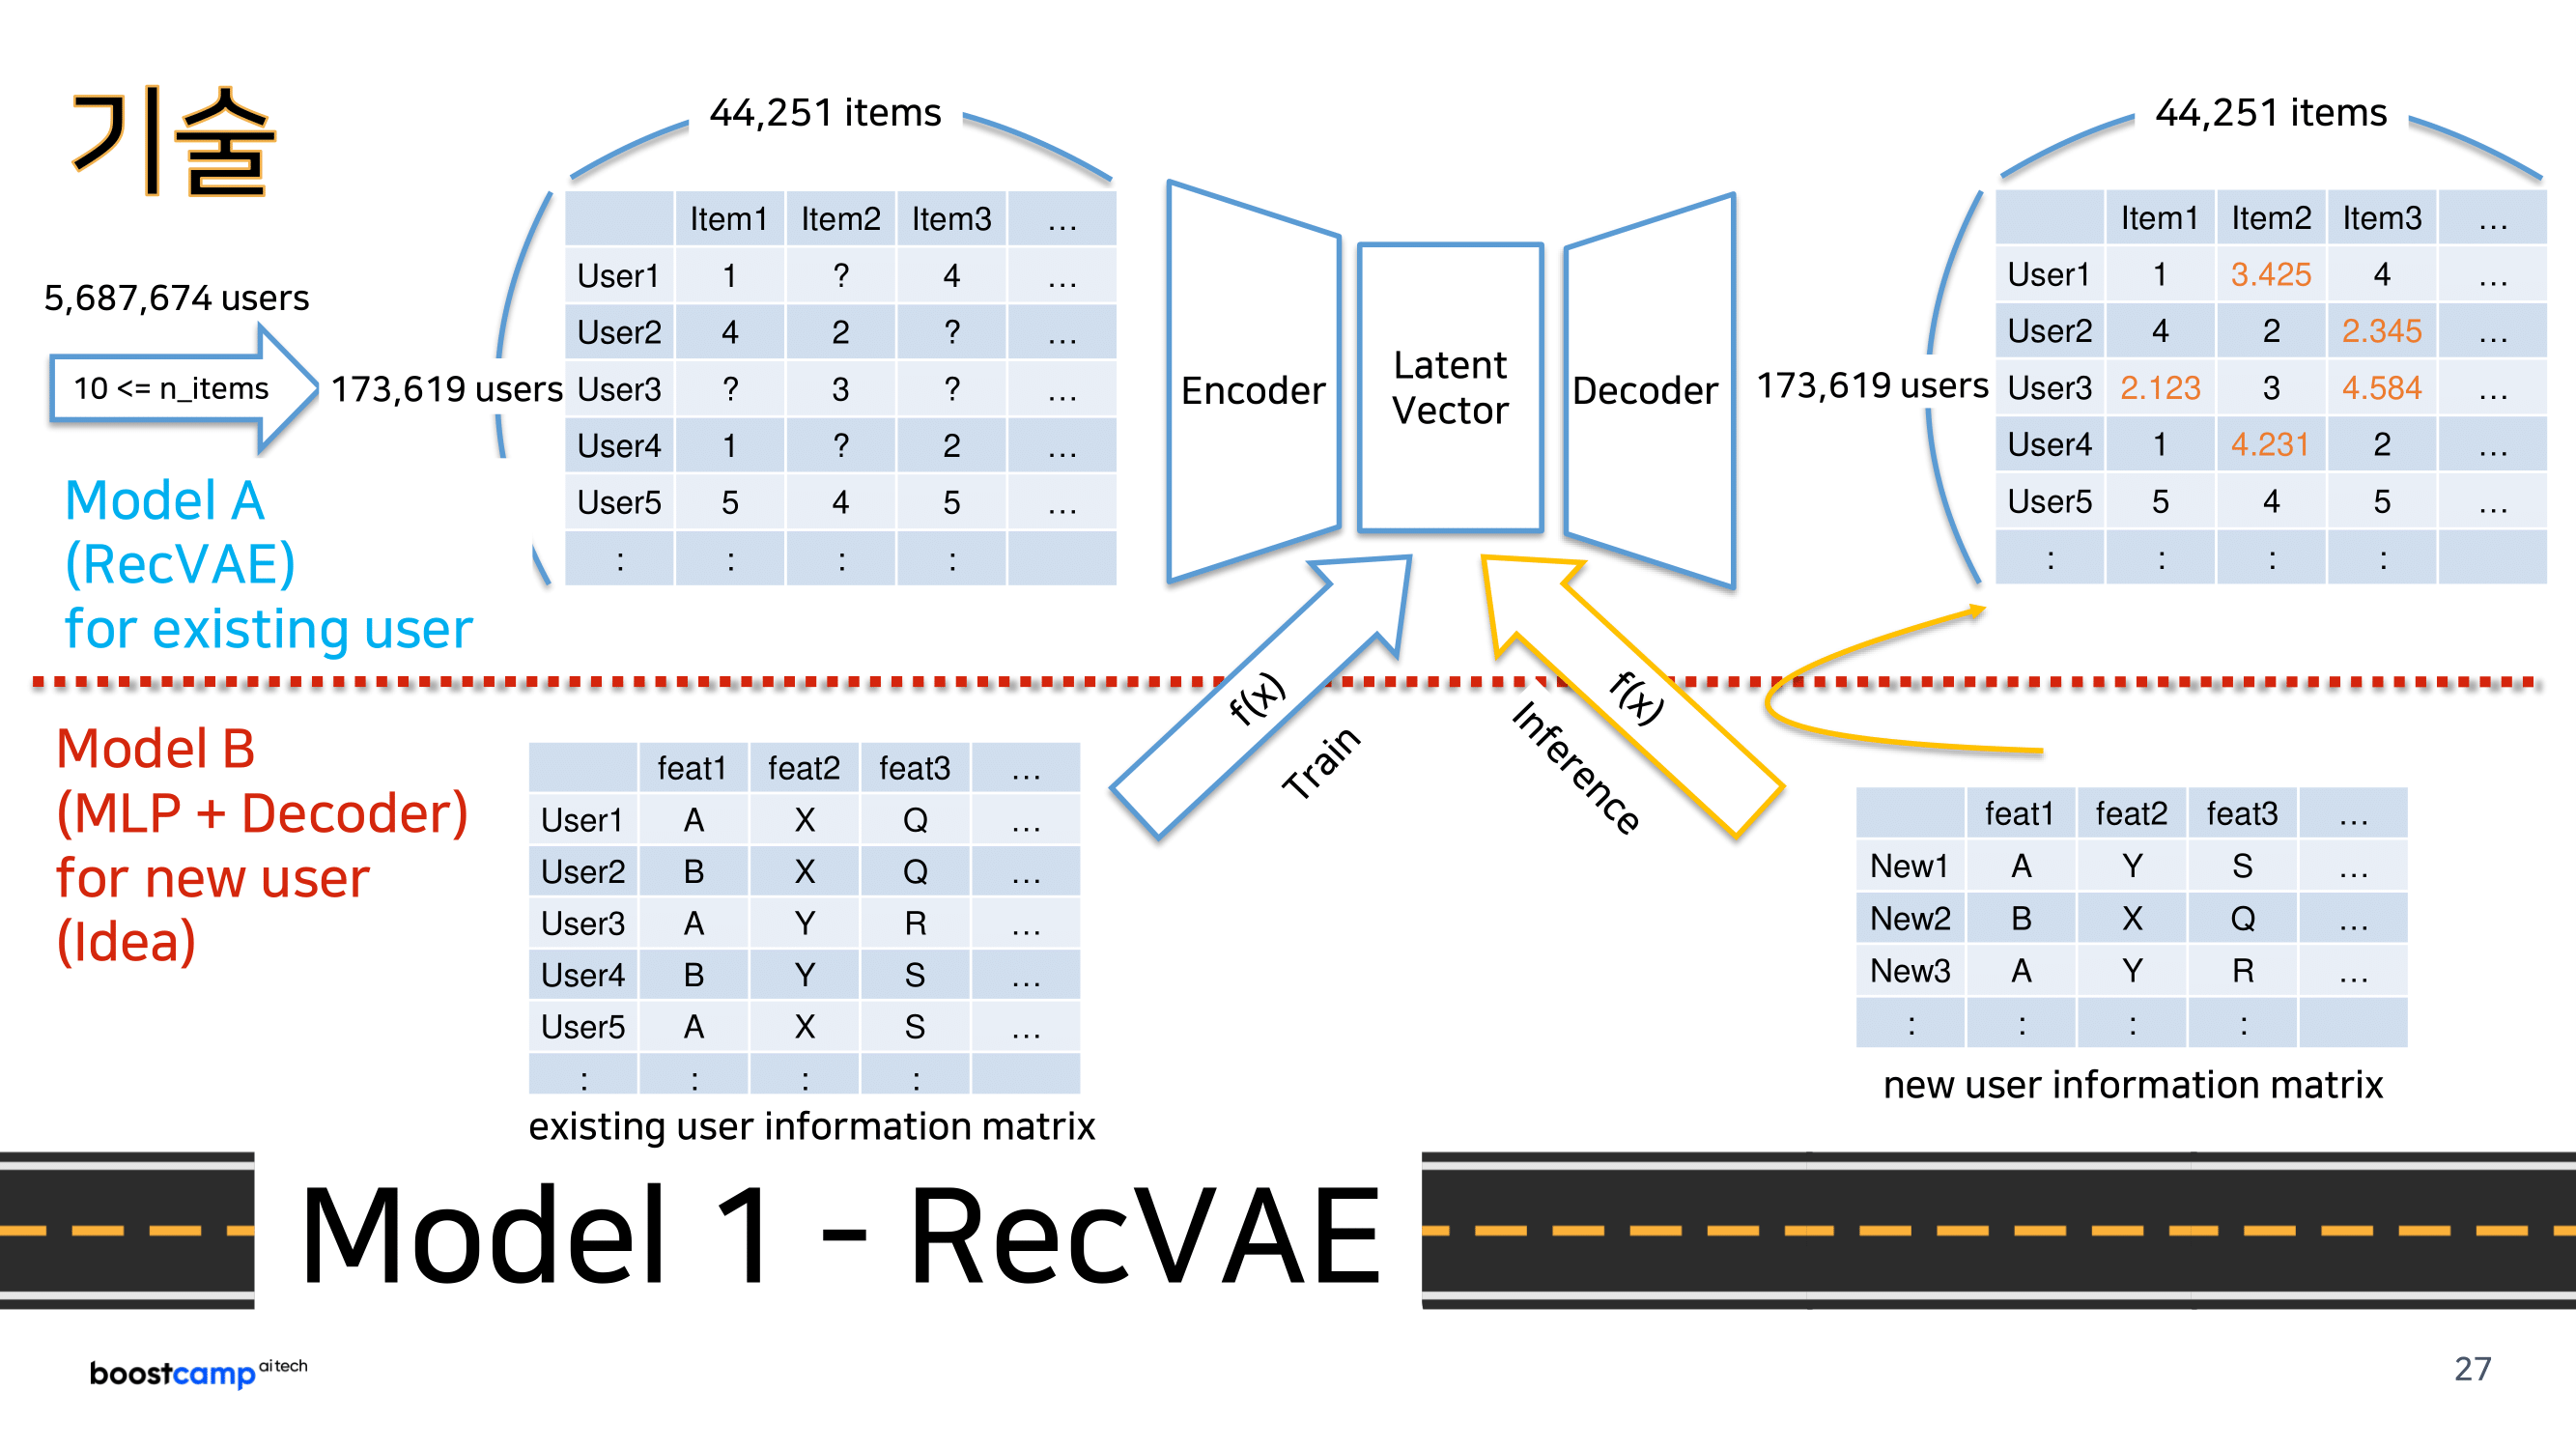 기술
5,687,674 users
10 <= n_items
173,619 users
44,251 items
Item1 Item2 Item3 ...
User1 1 ? 4 ...
User2 4 2 ? ...
User3 ? 3 ? ...
User4 1 ? 2 ...
User5 5 4 5 ...
: : : :
Encoder
Latent
Vector
Decoder
173,619 users
44,251 items
Item1 Item2 Item3 ...
User1 1 3.425 4 ...
User2 4 2 2.345 ...
User3 2.123 3 4.584 ...
User4 1 4.231 2 ...
User5 5 4 5 ...
: : : :
Model A
(RecVAE)
for existing user
Model B
(MLP + Decoder)
for new user
(Idea)
feat1 feat2 feat3 ...
User1 A X Q ...
User2 B X Q ...
User3 A Y R ...
User4 B Y S ...
User5 A X S ...
: : : :
existing user information matrix
f(x)
Train
f(x)
Inference
feat1 feat2 feat3 ...
New1 A Y S ...
New2 B X Q ...
New3 A Y R ...
: : : :
new user information matrix
Model 1 - RecVAE
boostcamp ai tech
27